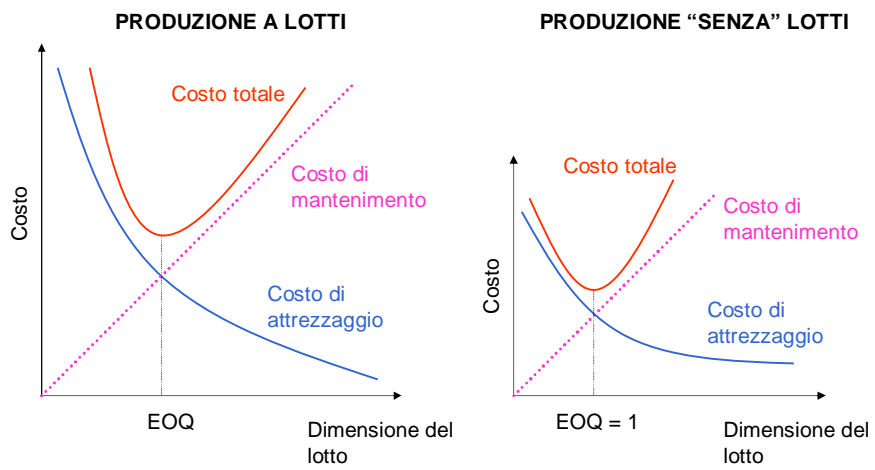 PRODUZIONE A LOTTI
Costo totale
Costo di
mantenimento
Costo
Costo di
attrezzaggio
EOQ
Dimensione del
lotto
PRODUZIONE “SENZA” LOTTI
Costo totale
Costo di
mantenimento
Costo
Costo di
attrezzaggio
EOQ = 1
Dimensione del
lotto